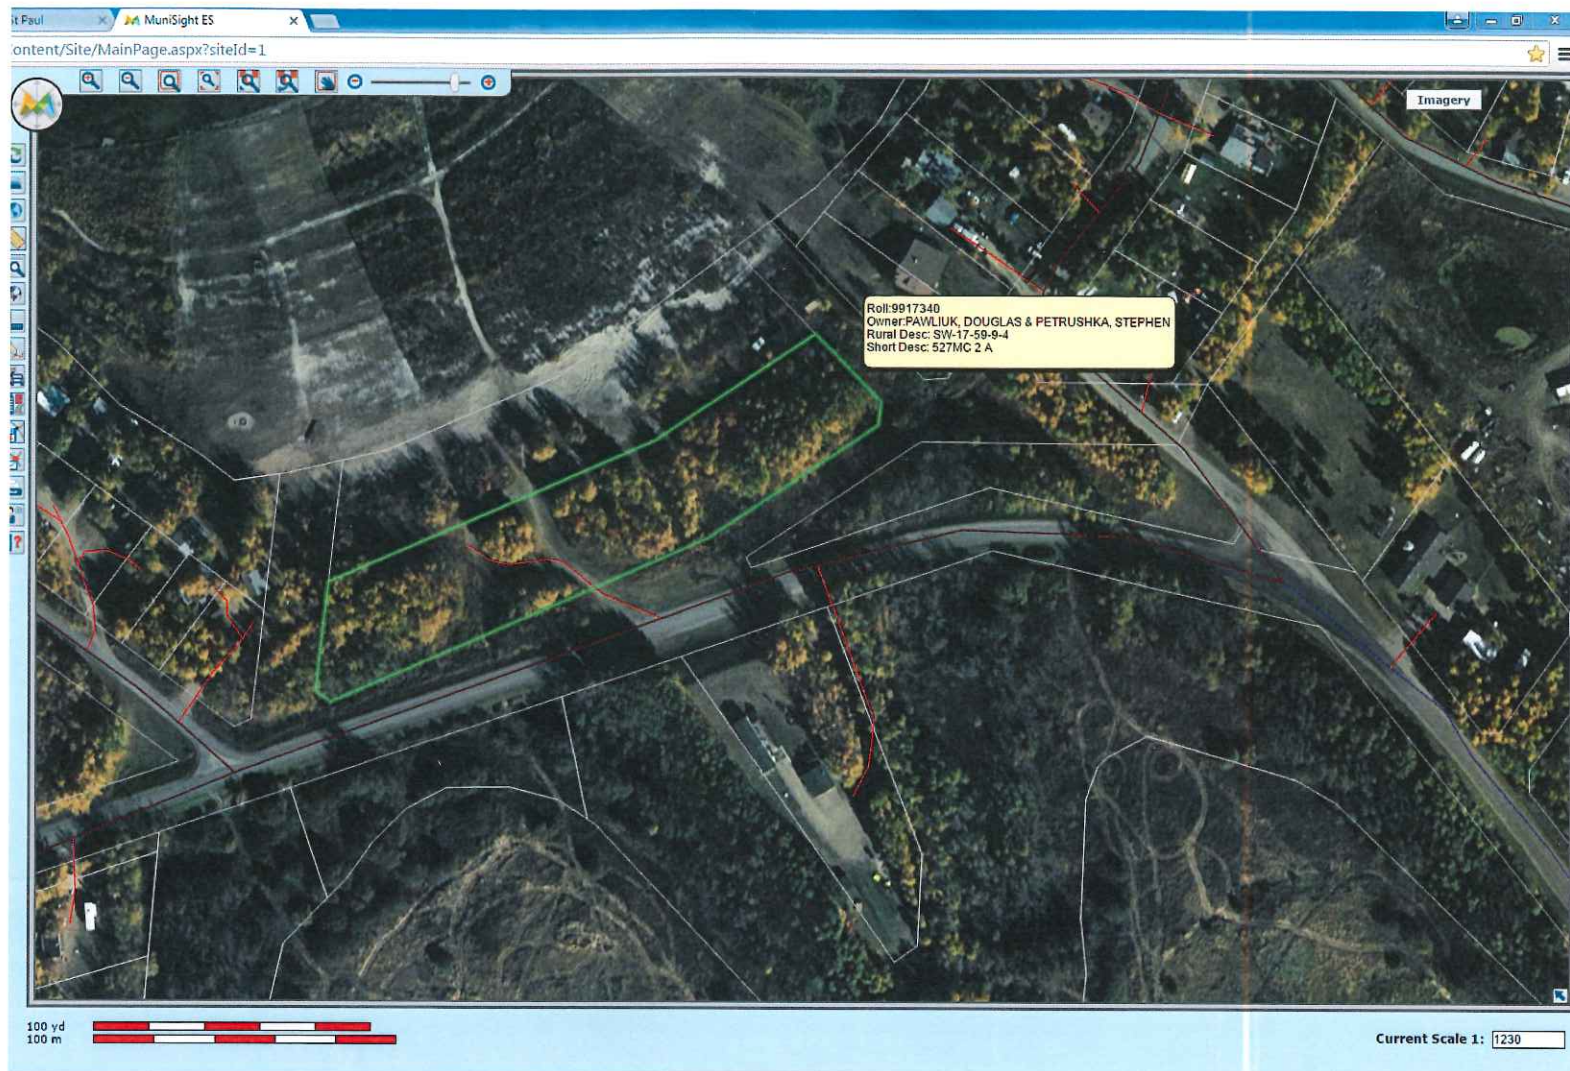 t Paul
MuniSight ES
ontent/Site/MainPage.aspx?siteId=1
Imagery
Roll:9917340
Owner:PAWLIUK, DOUGLAS & PETRUSHKA, STEPHEN
Rural Desc: SW-17-59-9-4
Short Desc: 527MC 2 A
100 yd
100 m
Current Scale 1: 1230